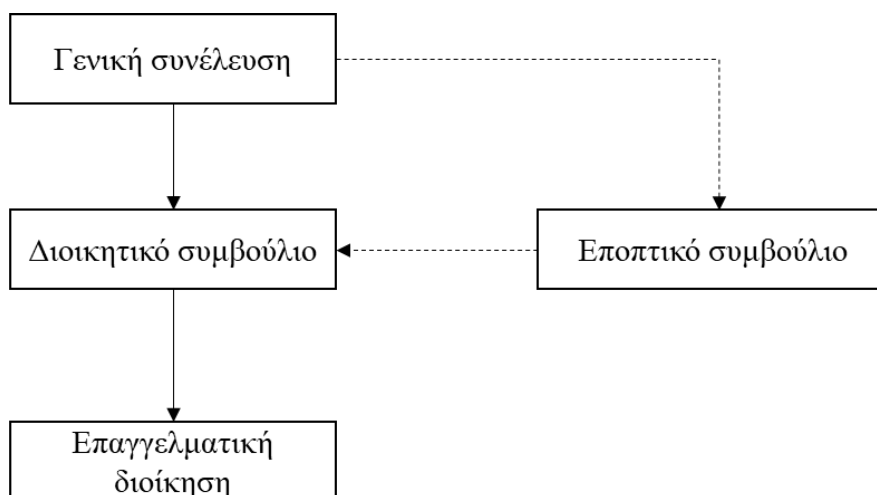 Γενική συνέλευση
Διοικητικό συμβούλιο
Εποπτικό συμβούλιο
Επαγγελματική
διοίκηση